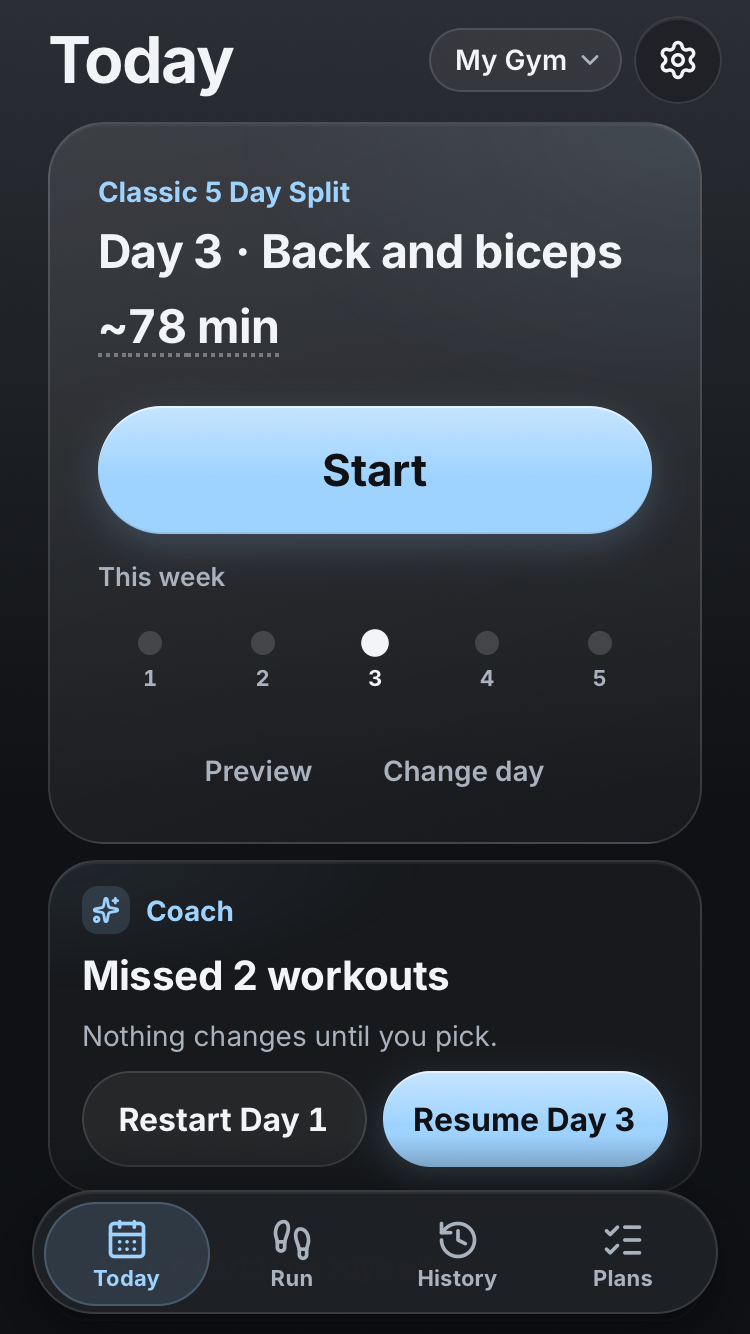 Today
My Gym
Classic 5 Day Split
Day 3 · Back and biceps
~78 min
Start
This week
1 2 3 4 5
Preview Change day
Coach
Missed 2 workouts
Nothing changes until you pick.
Restart Day 1 Resume Day 3
Today Run History Plans